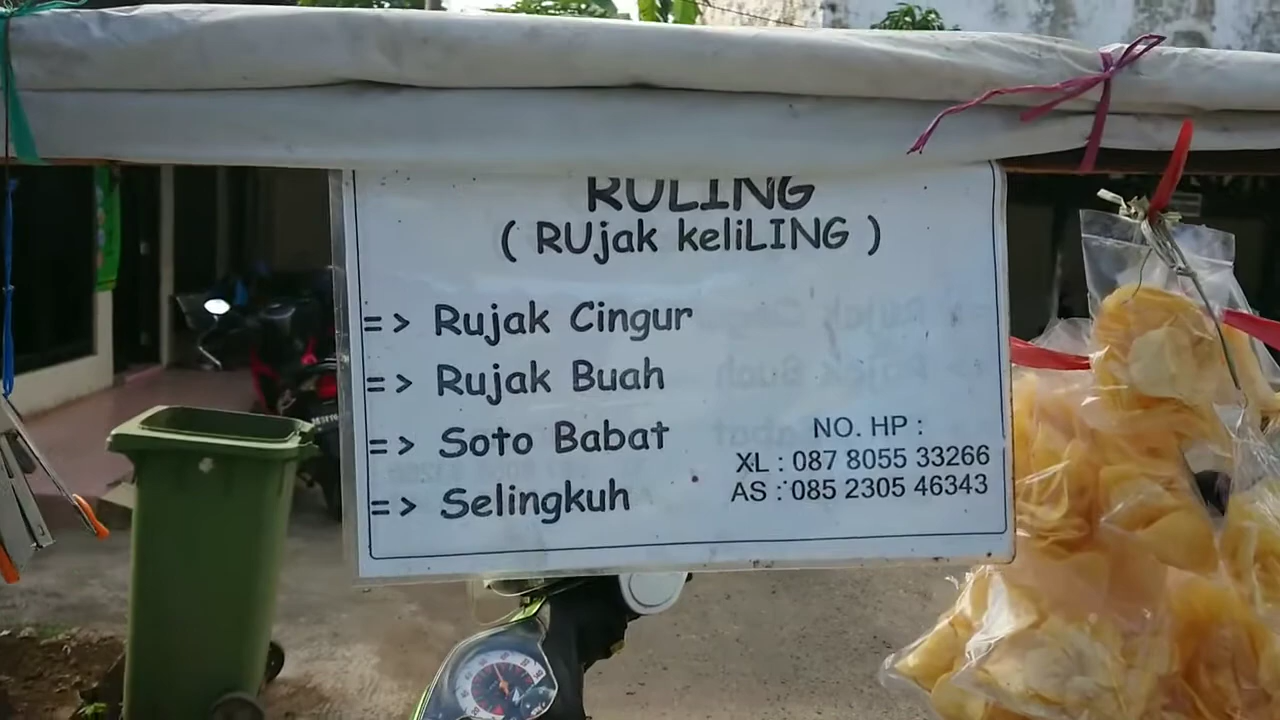 RULING
( RUjak keliLING )
=> Rujak Cingur
=> Rujak Buah
=> Soto Babat
=> Selingkuh
NO. HP :
XL : 087 8055 33266
AS : 085 2305 46343